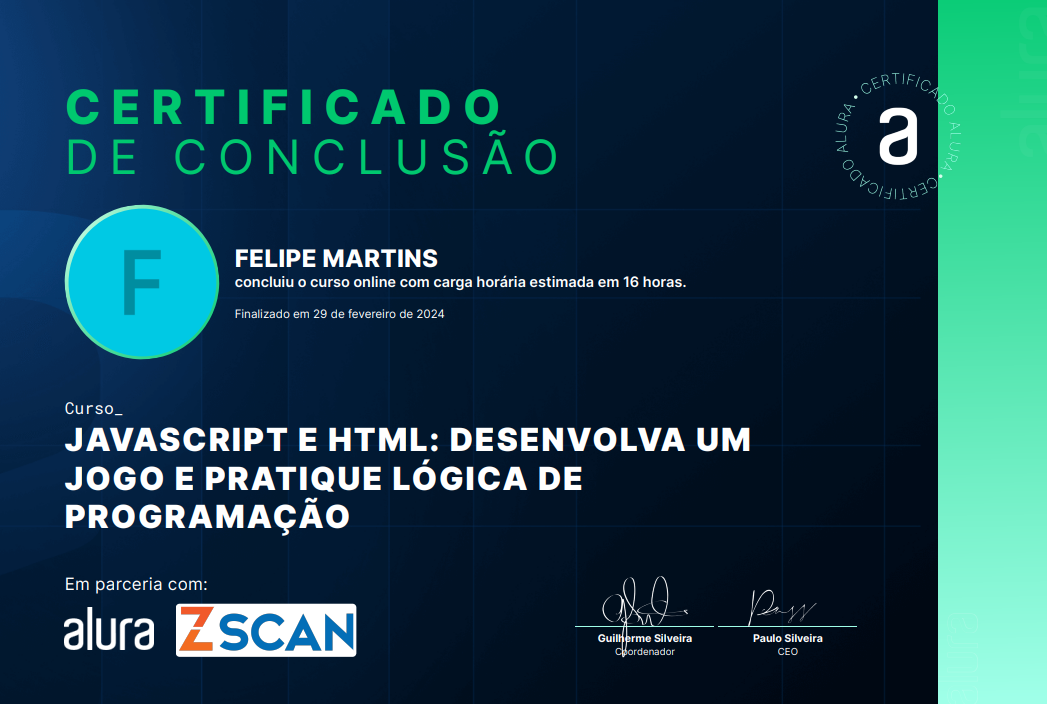 CERTIFICADO
DE CONCLUSÃO
CERTIFICADO ALURA • CERTIFICADO ALURA •
a
F
FELIPE MARTINS
concluiu o curso online com carga horária estimada em 16 horas.
Finalizado em 29 de fevereiro de 2024
Curso_
JAVASCRIPT E HTML: DESENVOLVA UM
JOGO E PRATIQUE LÓGICA DE
PROGRAMAÇÃO
Em parceria com:
alura ZSCAN
Guilherme Silveira
Coordenador
Paulo Silveira
CEO